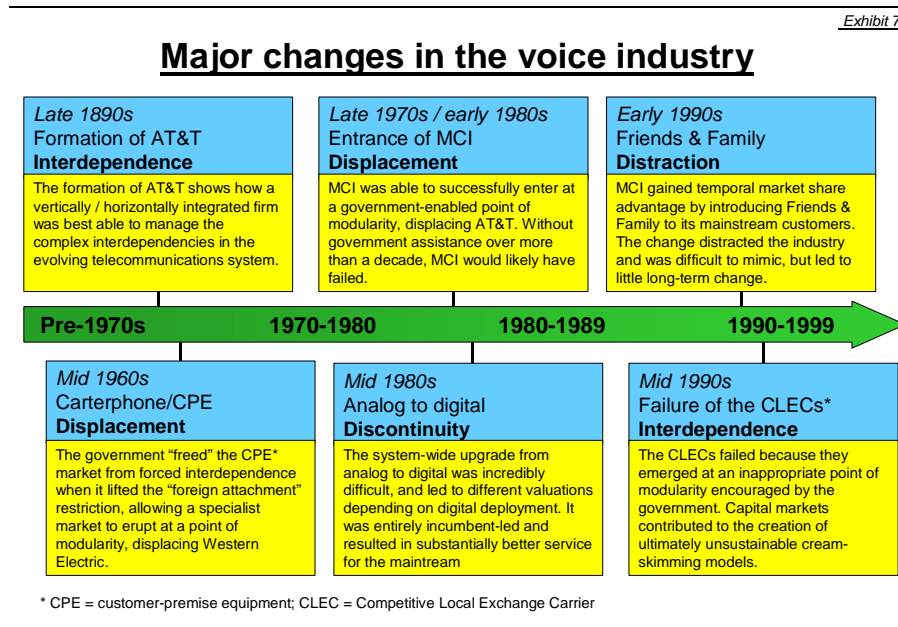 Exhibit 7
Major changes in the voice industry
Late 1890s
Formation of AT&T
Interdependence
The formation of AT&T shows how a
vertically / horizontally integrated firm
was best able to manage the
complex interdependencies in the
evolving telecommunications system.
Late 1970s / early 1980s
Entrance of MCI
Displacement
MCI was able to successfully enter at
a government-enabled point of
modularity, displacing AT&T. Without
government assistance over more
than a decade, MCI would likely have
failed.
Early 1990s
Friends & Family
Distraction
MCI gained temporal market share
advantage by introducing Friends &
Family to its mainstream customers.
The change distracted the industry
and was difficult to mimic, but led to
little long-term change.
Pre-1970s 1970-1980 1980-1989 1990-1999
Mid 1960s
Carterphone/CPE
Displacement
The government “freed” the CPE*
market from forced interdependence
when it lifted the “foreign attachment”
restriction, allowing a specialist
market to erupt at a point of
modularity, displacing Western
Electric.
Mid 1980s
Analog to digital
Discontinuity
The system-wide upgrade from
analog to digital was incredibly
difficult, and led to different valuations
depending on digital deployment. It
was entirely incumbent-led and
resulted in substantially better service
for the mainstream
Mid 1990s
Failure of the CLECs*
Interdependence
The CLECs failed because they
emerged at an inappropriate point of
modularity encouraged by the
government. Capital markets
contributed to the creation of
ultimately unsustainable cream-
skimming models.
* CPE = customer-premise equipment; CLEC = Competitive Local Exchange Carrier